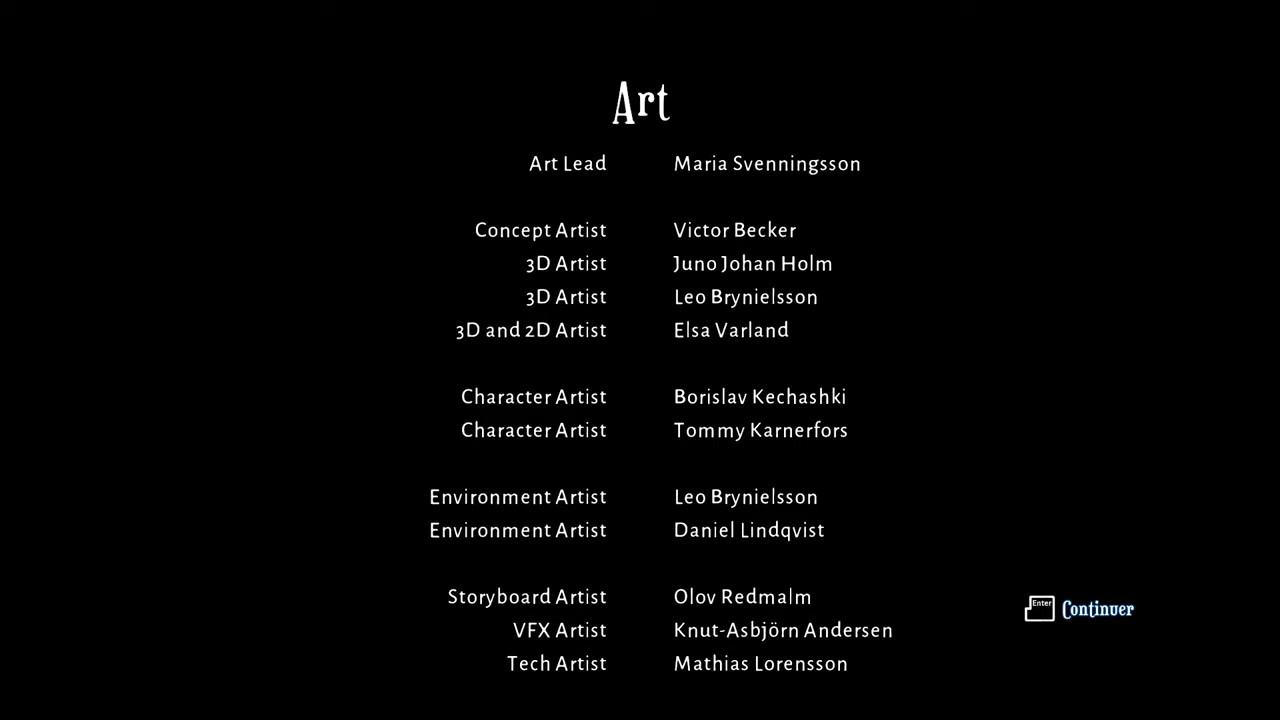 Art
Art Lead Maria Svenningsson
Concept Artist Victor Becker
3D Artist Juno Johan Holm
3D Artist Leo Brynielsson
3D and 2D Artist Elsa Varland
Character Artist Borislav Kechashki
Character Artist Tommy Karnerfors
Environment Artist Leo Brynielsson
Environment Artist Daniel Lindqvist
Storyboard Artist Olov Redmalm
Enter Continuer
VFX Artist Knut-Asbjörn Andersen
Tech Artist Mathias Lorensson